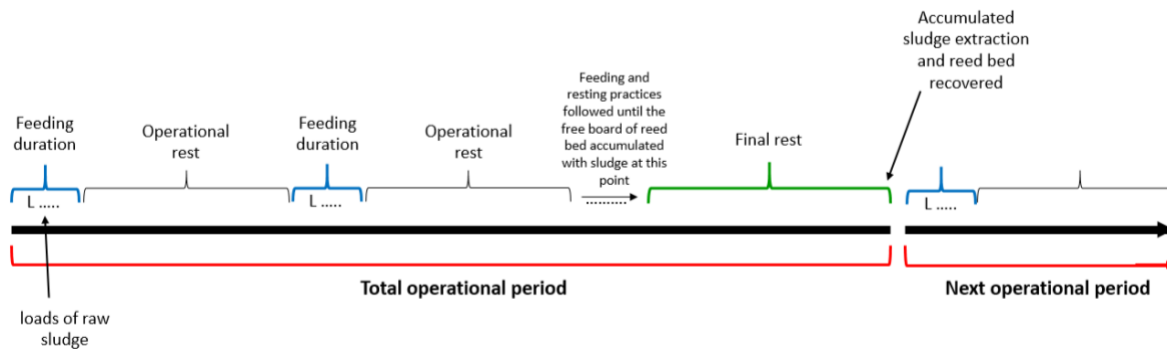 Accumulated
sludge extraction
and reed bed
recovered
Feeding and
resting practices
followed until the
free board of reed
bed accumulated
with sludge at this
point
..........
Feeding
duration
Operational
rest
Feeding
duration
Operational
rest
Final rest
L .....
L .....
L .....
Total operational period
Next operational period
loads of raw
sludge